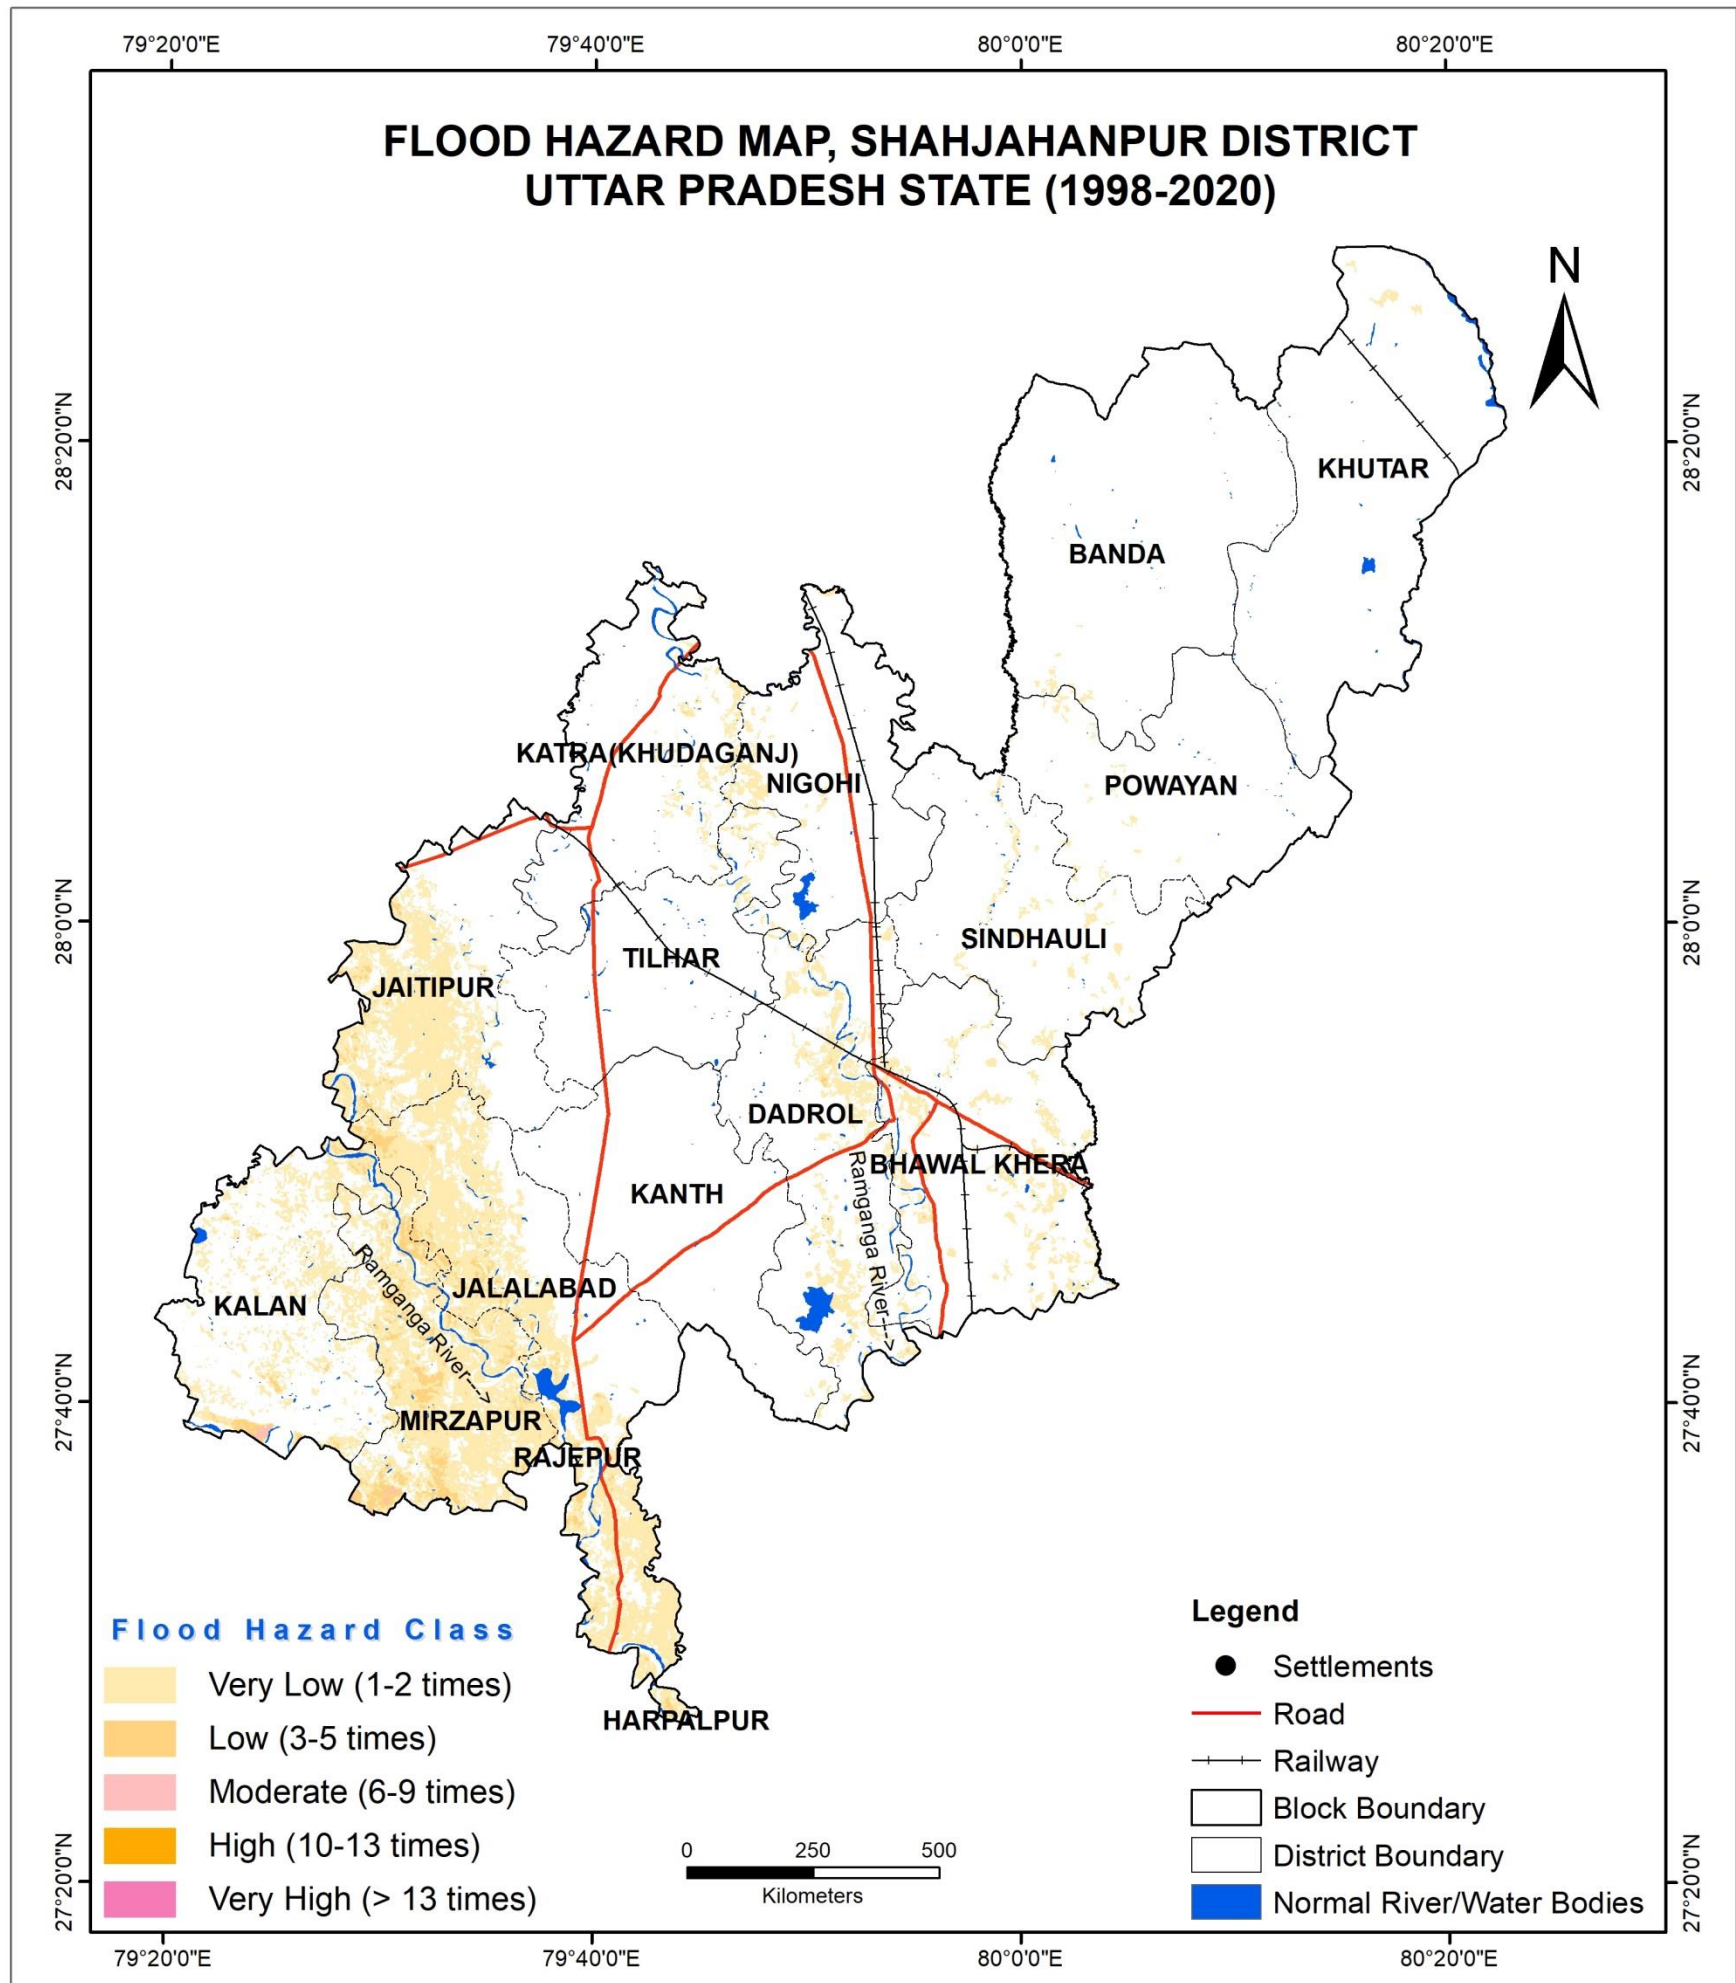 79°20'0"E 79°40'0"E 80°0'0"E 80°20'0"E
FLOOD HAZARD MAP, SHAHJAHANPUR DISTRICT
UTTAR PRADESH STATE (1998-2020)
N
28°20'0"N
28°20'0"N
KHUTAR
BANDA
KATRA(KHUDAGANJ)
NIGOHI
POWAYAN
28°0'0"N
28°0'0"N
SINDHAULI
TILHAR
JAITIPUR
DADROL
BHAWAL KHERA
KANTH
Ramganga River--->
Ramganga River--->
JALALABAD
KALAN
27°40'0"N
27°40'0"N
MIRZAPUR
RAJEPUR
HARPALPUR
Flood Hazard Class
Very Low (1-2 times)
Low (3-5 times)
Moderate (6-9 times)
High (10-13 times)
Very High (> 13 times)
0 250 500
Kilometers
Legend
Settlements
Road
Railway
Block Boundary
District Boundary
Normal River/Water Bodies
27°20'0"N
27°20'0"N
79°20'0"E 79°40'0"E 80°0'0"E 80°20'0"E